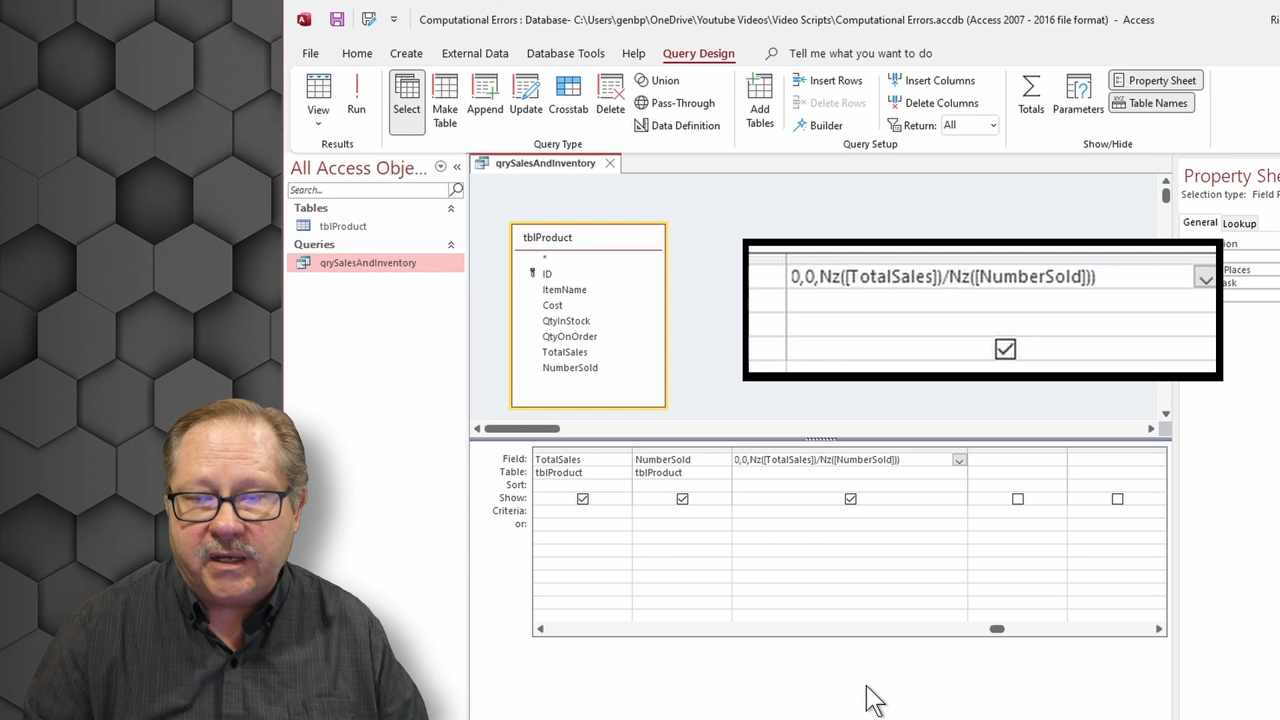 Computational Errors : Database- C:\Users\genbp\OneDrive\Youtube Videos\Video Scripts\Computational Errors.accdb (Access 2007 - 2016 file format) - Access
File Home Create External Data Database Tools Help Query Design Tell me what you want to do
View
Run
Results
Select
Make Table
Append
Update
Crosstab
Delete
Union
Pass-Through
Data Definition
Query Type
Add Tables
Insert Rows
Delete Rows
Builder
Insert Columns
Delete Columns
Return: All
Query Setup
Totals
Parameters
Property Sheet
Table Names
Show/Hide
All Access Obje...
Search...
Tables
tblProduct
Queries
qrySalesAndInventory
qrySalesAndInventory
tblProduct
*
ID
ItemName
Cost
QtyInStock
QtyOnOrder
TotalSales
NumberSold
0,0,Nz([TotalSales])/Nz([NumberSold]))
Selection type: Field
General Lookup
Places
Field: TotalSales NumberSold 0,0,Nz([TotalSales])/Nz([NumberSold]))
Table: tblProduct tblProduct
Sort:
Show:
Criteria:
or: